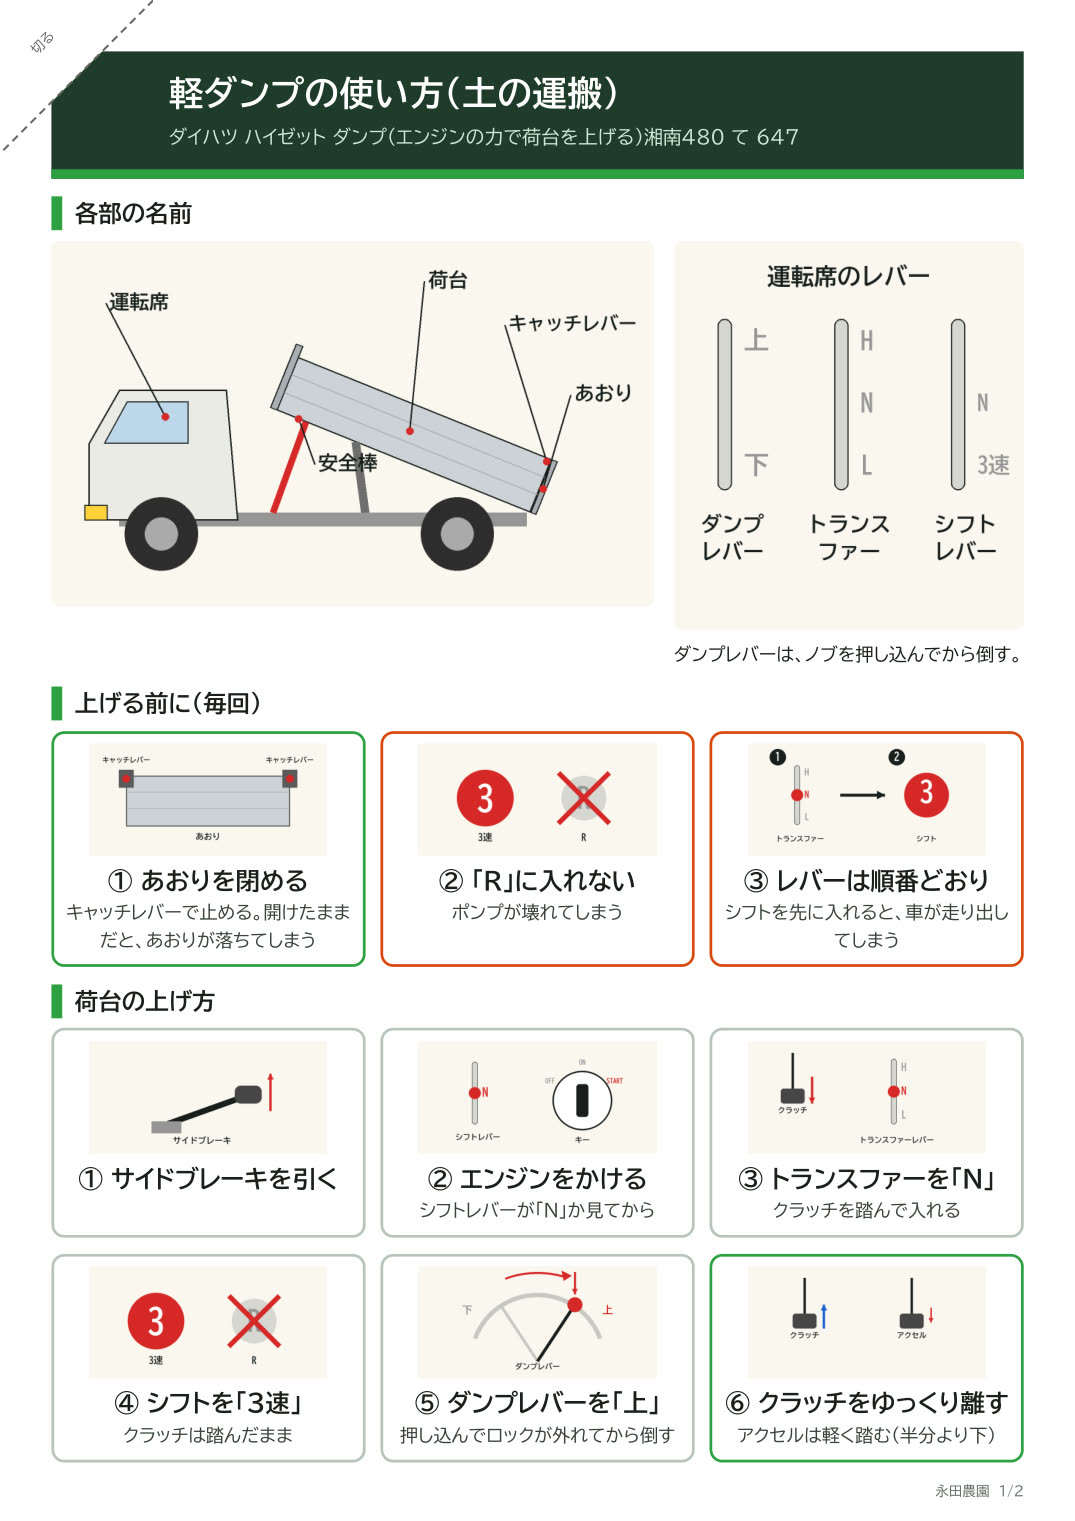 切る
軽ダンプの使い方(土の運搬)
ダイハツ ハイゼット ダンプ(エンジンの力で荷台を上げる)湘南480 て 647
各部の名前
運転席
荷台
キャッチレバー
あおり
安全棒
運転席のレバー
上
下
H
N
L
N
3速
ダンプ
レバー
トランス
ファー
シフト
レバー
ダンプレバーは、ノブを押し込んでから倒す。
上げる前に(毎回)
キャッチレバー
キャッチレバー
あおり
① あおりを閉める
キャッチレバーで止める。開けたまま
だと、あおりが落ちてしまう
3
R
3速
R
② 「R」に入れない
ポンプが壊れてしまう
1
2
H
N
L
3
トランスファー
シフト
③ レバーは順番どおり
シフトを先に入れると、車が走り出し
てしまう
荷台の上げ方
サイドブレーキ
① サイドブレーキを引く
N
シフトレバー
OFF
ON
START
キー
② エンジンをかける
シフトレバーが「N」か見てから
クラッチ
H
N
L
トランスファーレバー
③ トランスファーを「N」
クラッチを踏んで入れる
3
R
3速
R
④ シフトを「3速」
クラッチは踏んだまま
下
上
ダンプレバー
⑤ ダンプレバーを「上」
押し込んでロックが外れてから倒す
クラッチ
アクセル
⑥ クラッチをゆっくり離す
アクセルは軽く踏む(半分より下)
永田農園 1/2